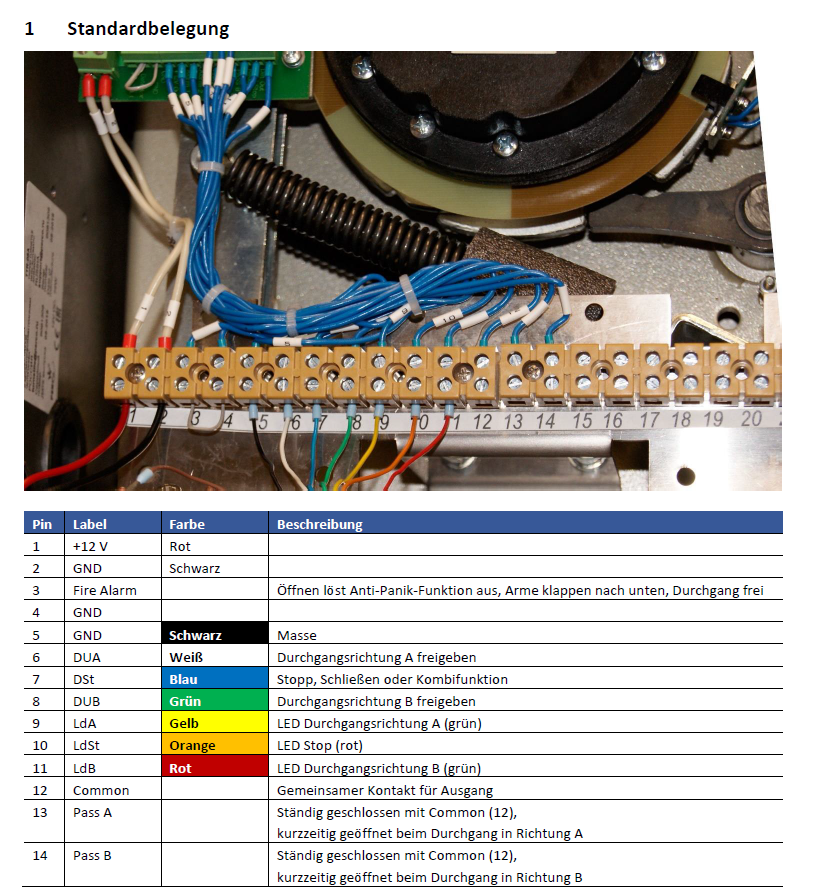 1 Standardbelegung
1
2
5
10
1 2 3 4 5 6 7 8 9 10 11 12 13 14 15 16 17 18 19 20
Pin Label Farbe Beschreibung
1 +12 V Rot
2 GND Schwarz
3 Fire Alarm Öffnen löst Anti-Panik-Funktion aus, Arme klappen nach unten, Durchgang frei
4 GND
5 GND Schwarz Masse
6 DUA Weiß Durchgangsrichtung A freigeben
7 DSt Blau Stopp, Schließen oder Kombifunktion
8 DUB Grün Durchgangsrichtung B freigeben
9 LdA Gelb LED Durchgangsrichtung A (grün)
10 LdSt Orange LED Stop (rot)
11 LdB Rot LED Durchgangsrichtung B (grün)
12 Common Gemeinsamer Kontakt für Ausgang
13 Pass A Ständig geschlossen mit Common (12),
kurzzeitig geöffnet beim Durchgang in Richtung A
14 Pass B Ständig geschlossen mit Common (12),
kurzzeitig geöffnet beim Durchgang in Richtung B